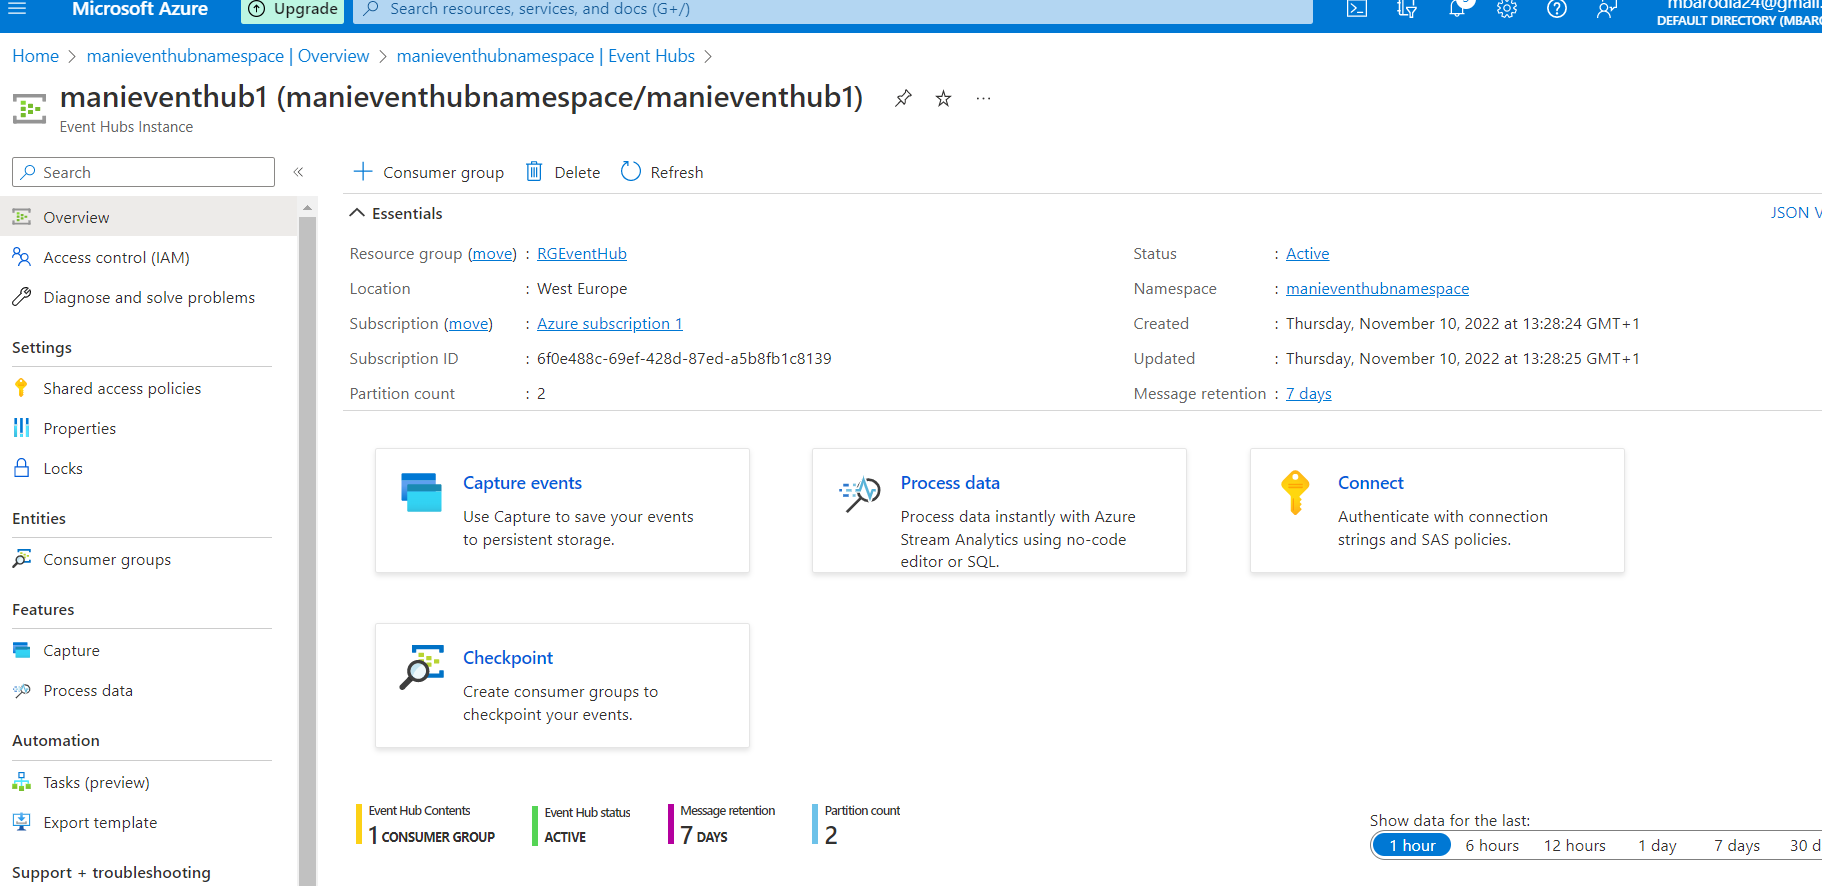 Microsoft Azure
Upgrade
Search resources, services, and docs (G+/)
mbarodia24@gmail.
DEFAULT DIRECTORY (MBARO
Home > manieventhubnamespace | Overview > manieventhubnamespace | Event Hubs >
manieventhub1 (manieventhubnamespace/manieventhub1)
Event Hubs Instance
Search
Overview
Access control (IAM)
Diagnose and solve problems
Settings
Shared access policies
Properties
Locks
Entities
Consumer groups
Features
Capture
Process data
Automation
Tasks (preview)
Export template
Support + troubleshooting
Consumer group
Delete
Refresh
Essentials
JSON V
Resource group (move) : RGEventHub
Location : West Europe
Subscription (move) : Azure subscription 1
Subscription ID : 6f0e488c-69ef-428d-87ed-a5b8fb1c8139
Partition count : 2
Status : Active
Namespace : manieventhubnamespace
Created : Thursday, November 10, 2022 at 13:28:24 GMT+1
Updated : Thursday, November 10, 2022 at 13:28:25 GMT+1
Message retention : 7 days
Capture events
Use Capture to save your events
to persistent storage.
Process data
Process data instantly with Azure
Stream Analytics using no-code
editor or SQL.
Connect
Authenticate with connection
strings and SAS policies.
Checkpoint
Create consumer groups to
checkpoint your events.
Event Hub Contents
1 CONSUMER GROUP
Event Hub status
ACTIVE
Message retention
7 DAYS
Partition count
2
Show data for the last:
1 hour
6 hours
12 hours
1 day
7 days
30 d